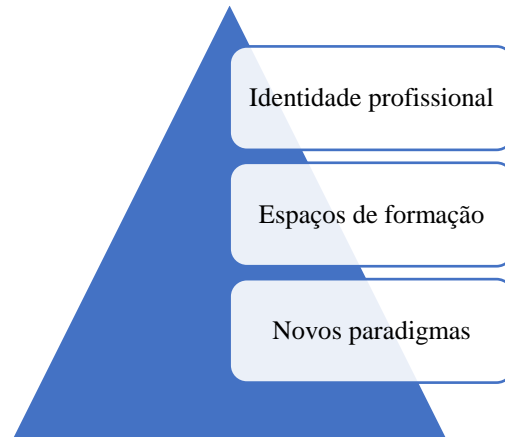 Identidade profissional
Espaços de formação
Novos paradigmas